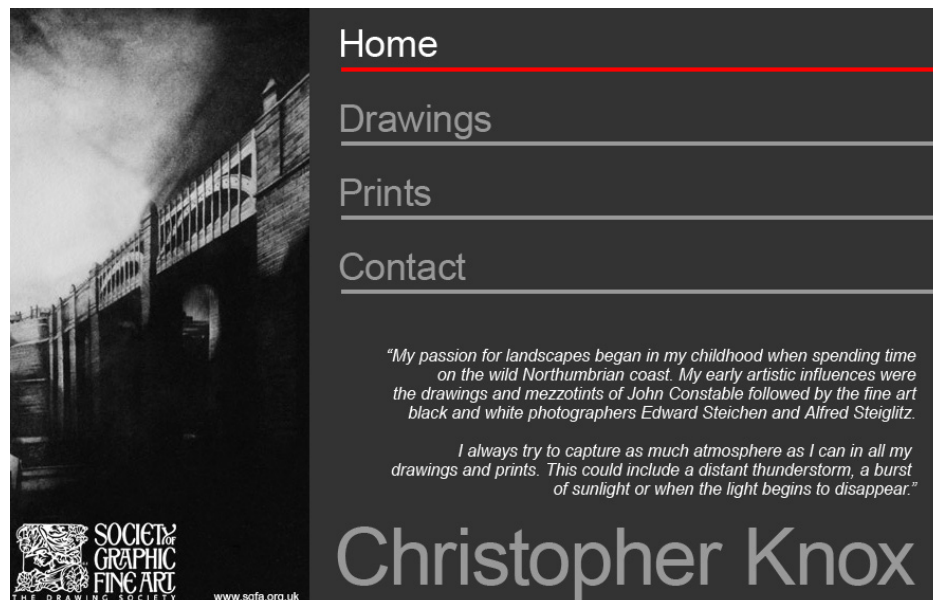 Home
Drawings
Prints
Contact
“My passion for landscapes began in my childhood when spending time
on the wild Northumbrian coast. My early artistic influences were
the drawings and mezzotints of John Constable followed by the fine art
black and white photographers Edward Steichen and Alfred Steiglitz.
I always try to capture as much atmosphere as I can in all my
drawings and prints. This could include a distant thunderstorm, a burst
of sunlight or when the light begins to disappear.”
SOCIETY OF
GRAPHIC
FINE ART
THE DRAWING SOCIETY
www.sgfa.org.uk
Christopher Knox